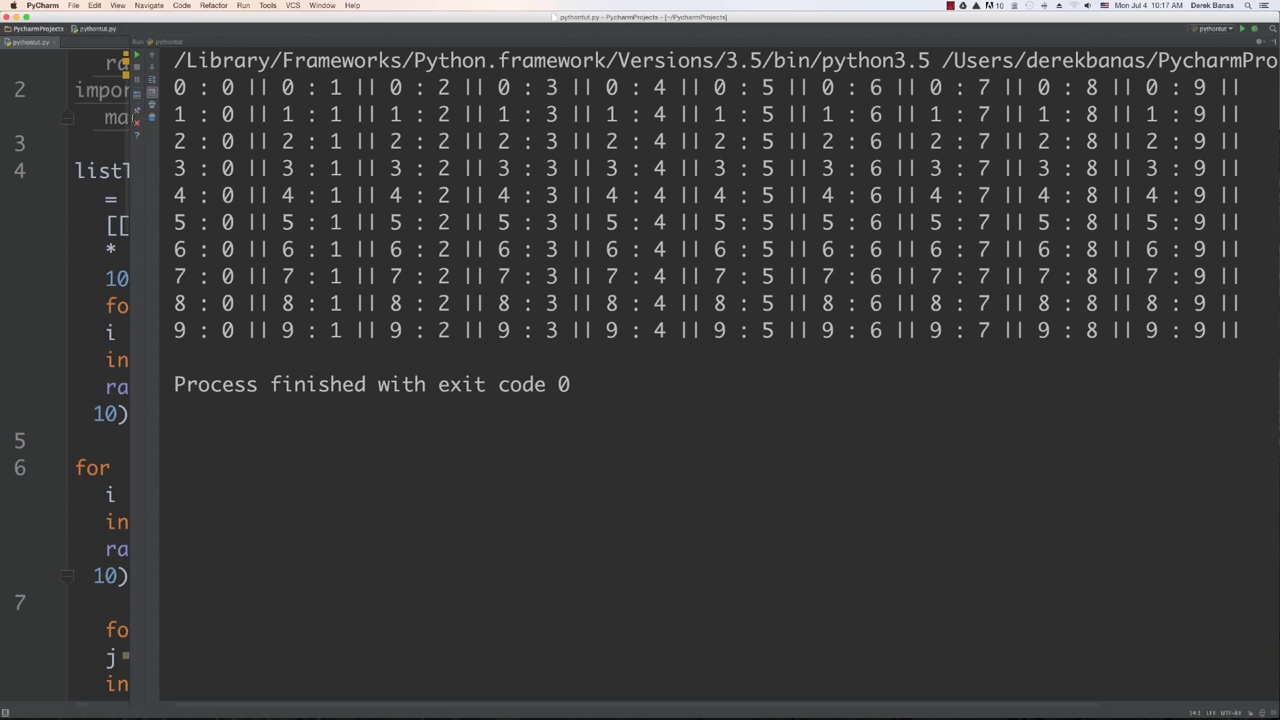 PyCharm File Edit View Navigate Code Refactor Run Tools VCS Window Help
10 Mon Jul 4 10:17 AM Derek Banas
pythontut.py - PycharmProjects - [~/PycharmProjects]
PycharmProjects pythontut.py
pythontut
pythontut.py
Run pythontut
/Library/Frameworks/Python.framework/Versions/3.5/bin/python3.5 /Users/derekbanas/PycharmPro
0 : 0 || 0 : 1 || 0 : 2 || 0 : 3 || 0 : 4 || 0 : 5 || 0 : 6 || 0 : 7 || 0 : 8 || 0 : 9 ||
1 : 0 || 1 : 1 || 1 : 2 || 1 : 3 || 1 : 4 || 1 : 5 || 1 : 6 || 1 : 7 || 1 : 8 || 1 : 9 ||
2 : 0 || 2 : 1 || 2 : 2 || 2 : 3 || 2 : 4 || 2 : 5 || 2 : 6 || 2 : 7 || 2 : 8 || 2 : 9 ||
3 : 0 || 3 : 1 || 3 : 2 || 3 : 3 || 3 : 4 || 3 : 5 || 3 : 6 || 3 : 7 || 3 : 8 || 3 : 9 ||
4 : 0 || 4 : 1 || 4 : 2 || 4 : 3 || 4 : 4 || 4 : 5 || 4 : 6 || 4 : 7 || 4 : 8 || 4 : 9 ||
5 : 0 || 5 : 1 || 5 : 2 || 5 : 3 || 5 : 4 || 5 : 5 || 5 : 6 || 5 : 7 || 5 : 8 || 5 : 9 ||
6 : 0 || 6 : 1 || 6 : 2 || 6 : 3 || 6 : 4 || 6 : 5 || 6 : 6 || 6 : 7 || 6 : 8 || 6 : 9 ||
7 : 0 || 7 : 1 || 7 : 2 || 7 : 3 || 7 : 4 || 7 : 5 || 7 : 6 || 7 : 7 || 7 : 8 || 7 : 9 ||
8 : 0 || 8 : 1 || 8 : 2 || 8 : 3 || 8 : 4 || 8 : 5 || 8 : 6 || 8 : 7 || 8 : 8 || 8 : 9 ||
9 : 0 || 9 : 1 || 9 : 2 || 9 : 3 || 9 : 4 || 9 : 5 || 9 : 6 || 9 : 7 || 9 : 8 || 9 : 9 ||
Process finished with exit code 0
ra
2 impor
ma
3
4 listT
=
[[
*
10
fo
i
in
ra
10)
5
6 for
i
in
ra
10)
7
fo
j
in
14:1 LF‡ UTF-8‡